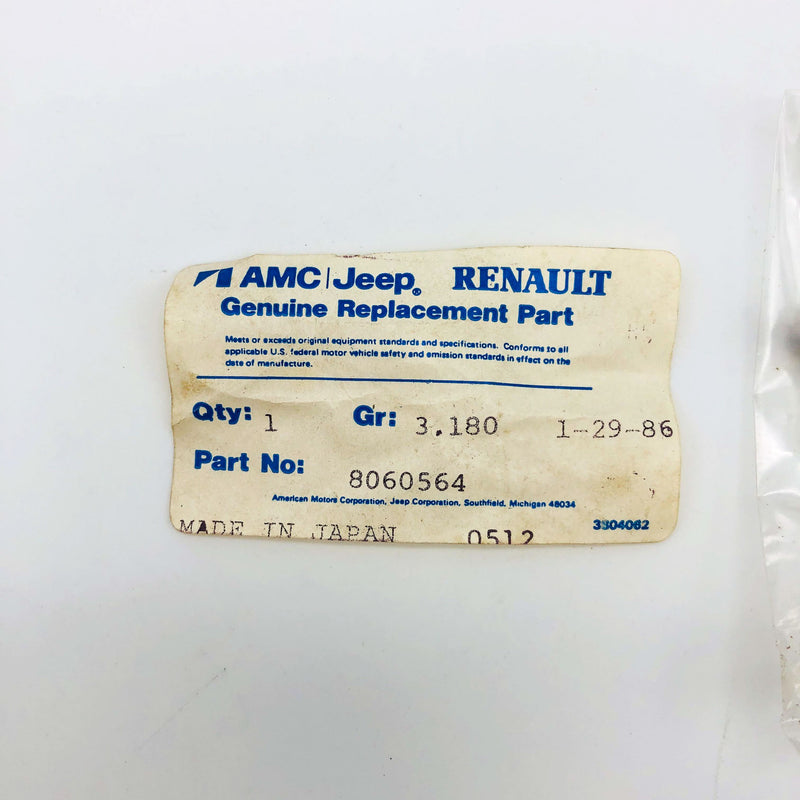 AMC|Jeep® RENAULT
Genuine Replacement Part
Meets or exceeds original equipment standards and specifications. Conforms to all
applicable U.S. federal motor vehicle safety and emission standards in effect on the
date of manufacture.
Qty: 1 Gr: 3.180 1-29-86
Part No: 8060564
American Motors Corporation, Jeep Corporation, Southfield, Michigan 48034
MADE IN JAPAN 0512 3304062